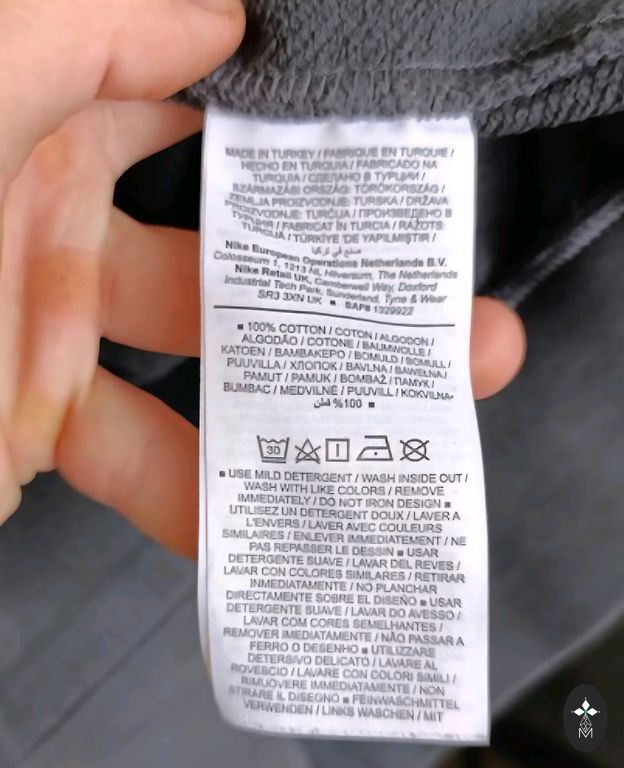 MADE IN TURKEY / FABRIQUE EN TURQUIE /
HECHO EN TURQUIA / FABRICADO NA
TURQUIA / СДЕЛАНО В ТУРЦИИ /
SZÁRMAZÁSI ORSZÁG: TÖRÖKORSZÁG /
ZEMLJA PROIZVODNJE: TURSKA / DRŽAVA
PROIZVODNJE: TURČIJA / ПРОИЗВЕДЕНО В
ТУРЦИЯ / FABRICAT ÎN TURCIA / RAŽOTS:
TURCIJA / TÜRKİYE'DE YAPILMIŞTIR /
صنع في تركيا
Nike European Operations Netherlands B.V.
Colosseum 1, 1213 NL Hilversum, The Netherlands
Nike Retail UK, Camberwell Way, Doxford
Industrial Tech Park, Sunderland, Tyne & Wear
SR3 3XN UK ■ SAF# 1329922
■ 100% COTTON / COTON / ALGODON /
ALGODÃO / COTONE / BAUMWOLLE /
KATOEN / ΒΑΜΒΑΚΕΡΟ / BOMULD / BOMULL /
PUUVILLA / ХЛОПОК / BAVLNA / BAWEŁNA /
PAMUT / PAMUK / BOMBAŽ / ПАМУК /
BUMBAC / MEDVILNĖ / PUUVILL / KOKVILNA
100% قطن ■
30
■ USE MILD DETERGENT / WASH INSIDE OUT /
WASH WITH LIKE COLORS / REMOVE
IMMEDIATELY / DO NOT IRON DESIGN ■
UTILISEZ UN DETERGENT DOUX / LAVER A
L'ENVERS / LAVER AVEC COULEURS
SIMILAIRES / ENLEVER IMMEDIATEMENT / NE
PAS REPASSER LE DESSIN ■ USAR
DETERGENTE SUAVE / LAVAR DEL REVES /
LAVAR CON COLORES SIMILARES / RETIRAR
INMEDIATAMENTE / NO PLANCHAR
DIRECTAMENTE SOBRE EL DISEÑO ■ USAR
DETERGENTE SUAVE / LAVAR DO AVESSO /
LAVAR COM CORES SEMELHANTES /
REMOVER IMEDIATAMENTE / NÃO PASSAR A
FERRO O DESENHO ■ UTILIZZARE
DETERSIVO DELICATO / LAVARE AL
ROVESCIO / LAVARE CON COLORI SIMILI /
RIMUOVERE IMMEDIATAMENTE / NON
STIRARE IL DISEGNO ■ FEINWASCHMITTEL
VERWENDEN / LINKS WASCHEN / MIT
M